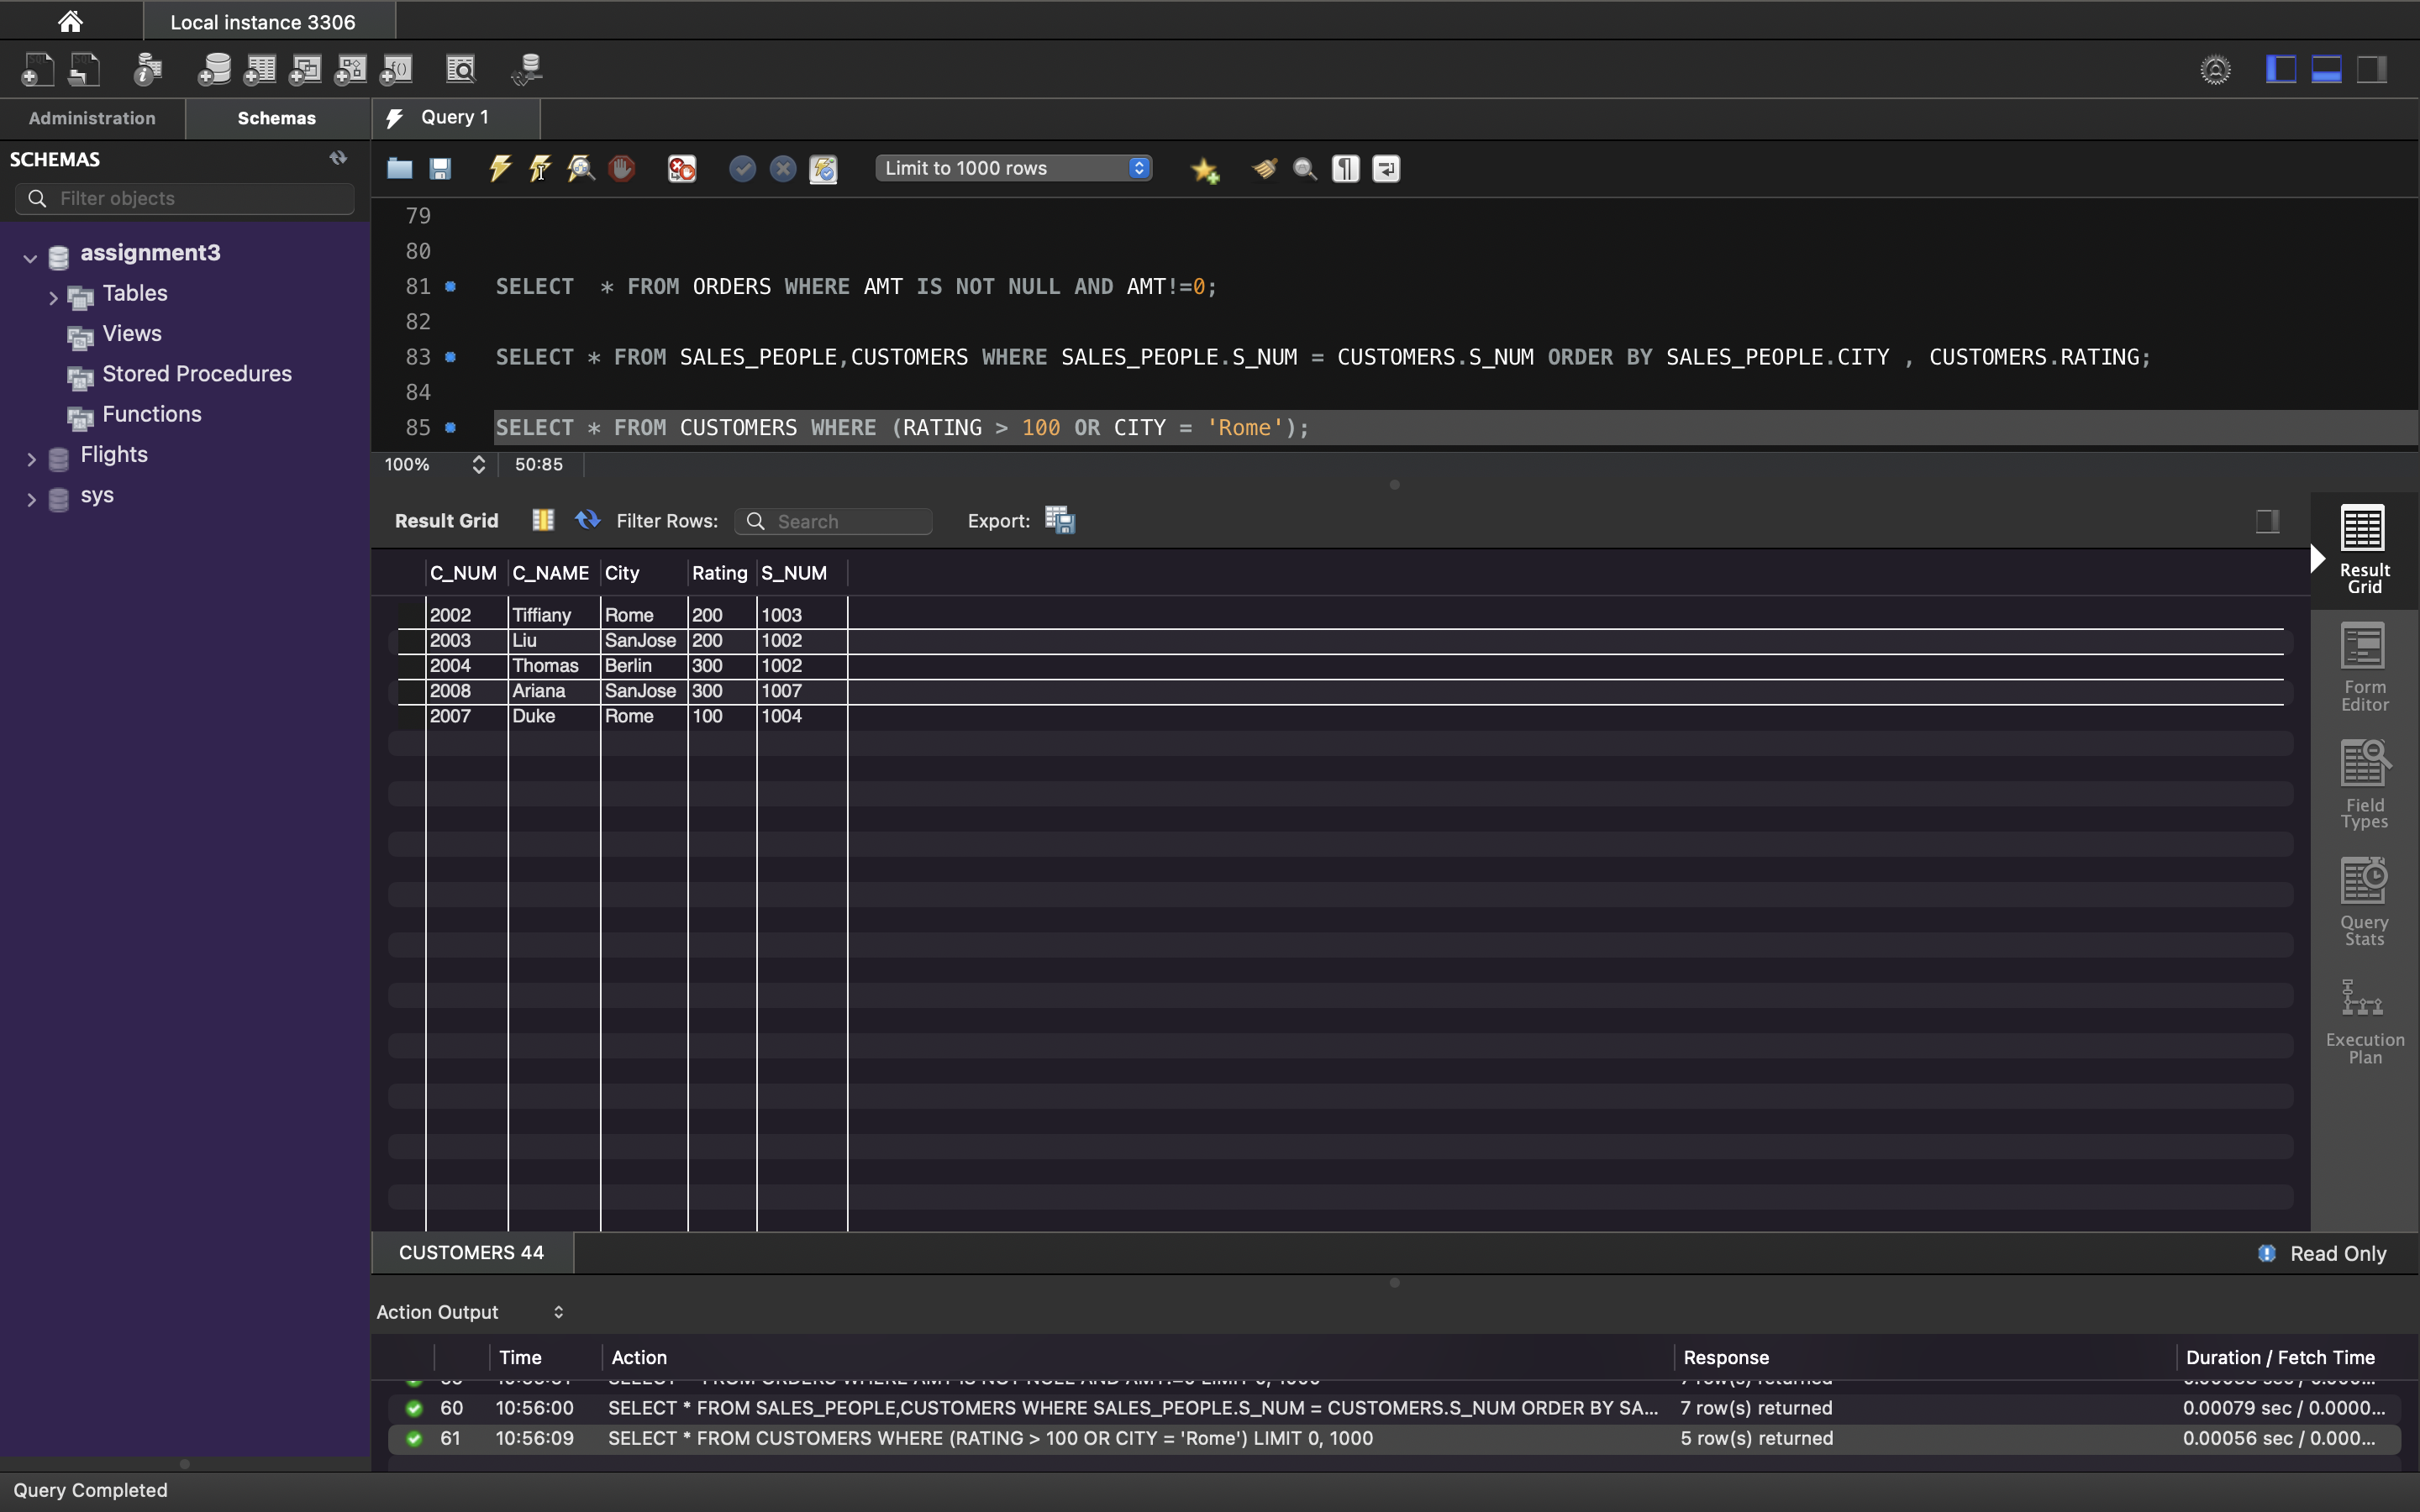 Local instance 3306
Administration
Schemas
Query 1
SCHEMAS
Filter objects
Limit to 1000 rows
assignment3
Tables
Views
Stored Procedures
Functions
Flights
sys
79
80
81 SELECT * FROM ORDERS WHERE AMT IS NOT NULL AND AMT!=0;
82
83 SELECT * FROM SALES_PEOPLE,CUSTOMERS WHERE SALES_PEOPLE.S_NUM = CUSTOMERS.S_NUM ORDER BY SALES_PEOPLE.CITY , CUSTOMERS.RATING;
84
85 SELECT * FROM CUSTOMERS WHERE (RATING > 100 OR CITY = 'Rome');
100% 50:85
Result Grid Filter Rows: Search Export:
C_NUM C_NAME City Rating S_NUM
2002 Tiffiany Rome 200 1003
2003 Liu SanJose 200 1002
2004 Thomas Berlin 300 1002
2008 Ariana SanJose 300 1007
2007 Duke Rome 100 1004
Result
Grid
Form
Editor
Field
Types
Query
Stats
Execution
Plan
CUSTOMERS 44
Read Only
Action Output
Time Action Response Duration / Fetch Time
60 10:56:00 SELECT * FROM SALES_PEOPLE,CUSTOMERS WHERE SALES_PEOPLE.S_NUM = CUSTOMERS.S_NUM ORDER BY SA... 7 row(s) returned 0.00079 sec / 0.0000...
61 10:56:09 SELECT * FROM CUSTOMERS WHERE (RATING > 100 OR CITY = 'Rome') LIMIT 0, 1000 5 row(s) returned 0.00056 sec / 0.000...
Query Completed